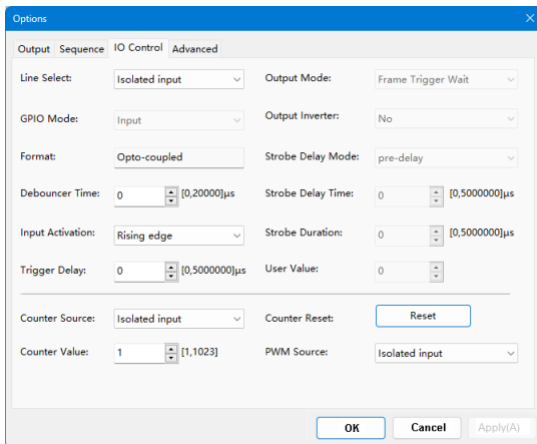 Options
Output Sequence IO Control Advanced
Line Select: Isolated input Output Mode: Frame Trigger Wait
GPIO Mode: Input Output Inverter: No
Format: Opto-coupled Strobe Delay Mode: pre-delay
Debouncer Time: 0 [0,20000]µs Strobe Delay Time: 0 [0,5000000]µs
Input Activation: Rising edge Strobe Duration: 0 [0,5000000]µs
Trigger Delay: 0 [0,5000000]µs User Value: 0
Counter Source: Isolated input Counter Reset: Reset
Counter Value: 1 [1,1023] PWM Source: Isolated input
OK Cancel Apply(A)